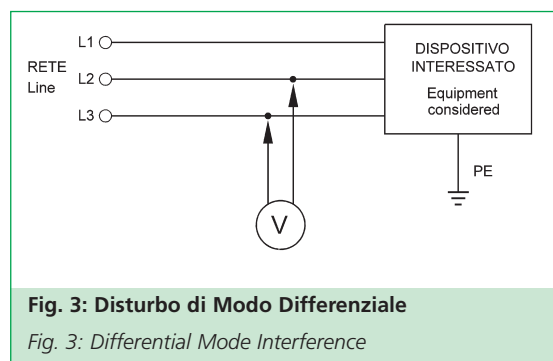 L1
RETE
Line
L2
L3
DISPOSITIVO
INTERESSATO
Equipment
considered
PE
V
Fig. 3: Disturbo di Modo Differenziale
Fig. 3: Differential Mode Interference